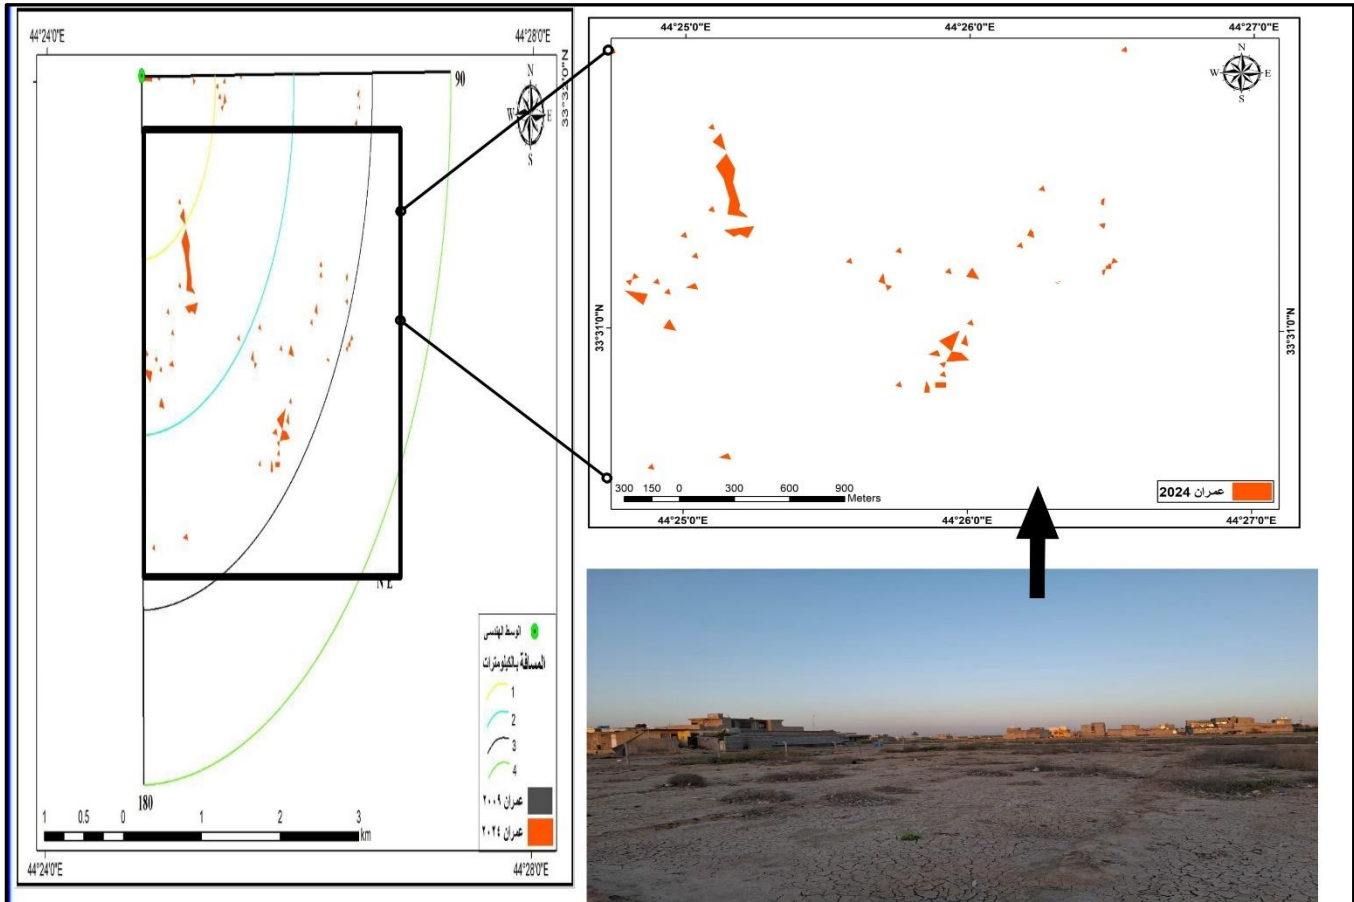 44°24'0"E
44°28'0"E
33°32'0"N
90
N
W
E
S
N E
الوسط الهندسى
المسافة بالكيلومترات
1
2
3
4
عمران ٢٠٠٩
عمران ٢٠٢٤
180
1 0.5 0 1 2 3
km
44°24'0"E
44°28'0"E
44°25'0"E
44°26'0"E
44°27'0"E
N
W
E
S
33°31'0"N
33°31'0"N
300 150 0 300 600 900
Meters
عمران 2024
44°25'0"E
44°26'0"E
44°27'0"E